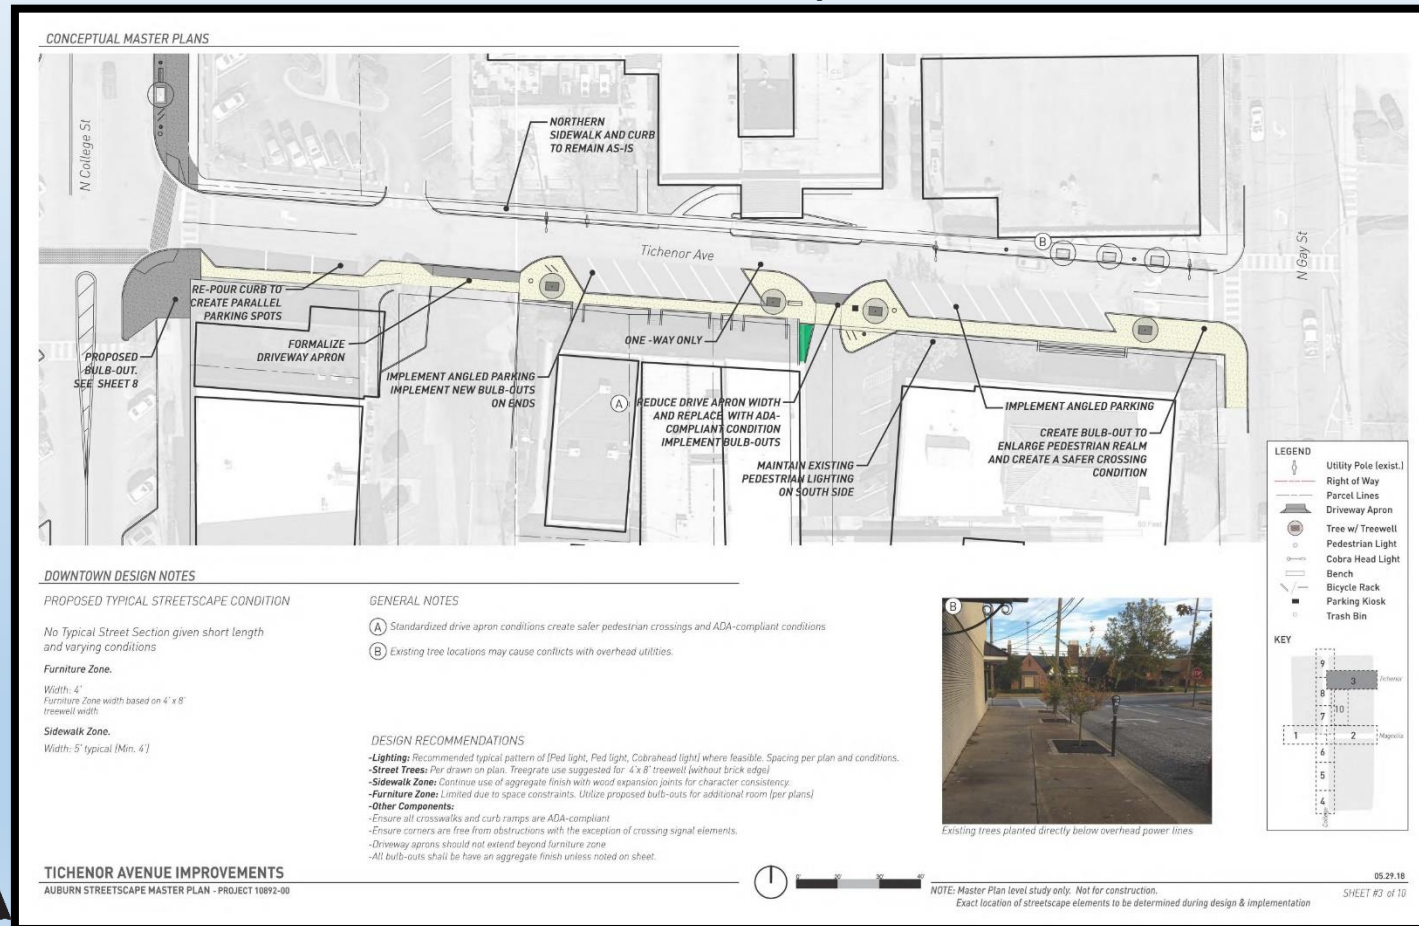 CONCEPTUAL MASTER PLANS
N College St
NORTHERN
SIDEWALK AND CURB
TO REMAIN AS-IS
Tichenor Ave
B
N Gay St
RE-POUR CURB TO
CREATE PARALLEL
PARKING SPOTS
PROPOSED
BULB-OUT.
SEE SHEET 8
FORMALIZE
DRIVEWAY APRON
IMPLEMENT ANGLED PARKING
IMPLEMENT NEW BULB-OUTS
ON ENDS
ONE -WAY ONLY
A
REDUCE DRIVE APRON WIDTH
AND REPLACE WITH ADA-
COMPLIANT CONDITION
IMPLEMENT BULB-OUTS
MAINTAIN EXISTING
PEDESTRIAN LIGHTING
ON SOUTH SIDE
IMPLEMENT ANGLED PARKING
CREATE BULB-OUT TO
ENLARGE PEDESTRIAN REALM
AND CREATE A SAFER CROSSING
CONDITION
LEGEND
Utility Pole (exist.)
Right of Way
Parcel Lines
Driveway Apron
Tree w/ Treewell
Pedestrian Light
Cobra Head Light
Bench
Bicycle Rack
Parking Kiosk
Trash Bin
KEY
9
3
Tichenor
8
10
7
1
2
Magnolia
6
5
4
College
DOWNTOWN DESIGN NOTES
PROPOSED TYPICAL STREETSCAPE CONDITION
No Typical Street Section given short length
and varying conditions
Furniture Zone.
Width: 4'
Furniture Zone width based on 4' x 8'
treewell width
Sidewalk Zone.
Width: 5' typical (Min. 4')
GENERAL NOTES
A Standardized drive apron conditions create safer pedestrian crossings and ADA-compliant conditions
B Existing tree locations may cause conflicts with overhead utilities.
DESIGN RECOMMENDATIONS
-Lighting: Recommended typical pattern of (Ped light, Ped light, Cobrahead light) where feasible. Spacing per plan and conditions.
-Street Trees: Per drawn on plan. Treegrate use suggested for 4'x 8' treewell (without brick edge)
-Sidewalk Zone: Continue use of aggregate finish with wood expansion joints for character consistency.
-Furniture Zone: Limited due to space constraints. Utilize proposed bulb-outs for additional room (per plans)
-Other Components:
-Ensure all crosswalks and curb ramps are ADA-compliant
-Ensure corners are free from obstructions with the exception of crossing signal elements.
-Driveway aprons should not extend beyond furniture zone
-All bulb-outs shall be have an aggregate finish unless noted on sheet.
B
Existing trees planted directly below overhead power lines
TICHENOR AVENUE IMPROVEMENTS
AUBURN STREETSCAPE MASTER PLAN - PROJECT 10892-00
0' 20' 30' 40'
NOTE: Master Plan level study only. Not for construction.
Exact location of streetscape elements to be determined during design & implementation
05.29.18
SHEET #3 of 10